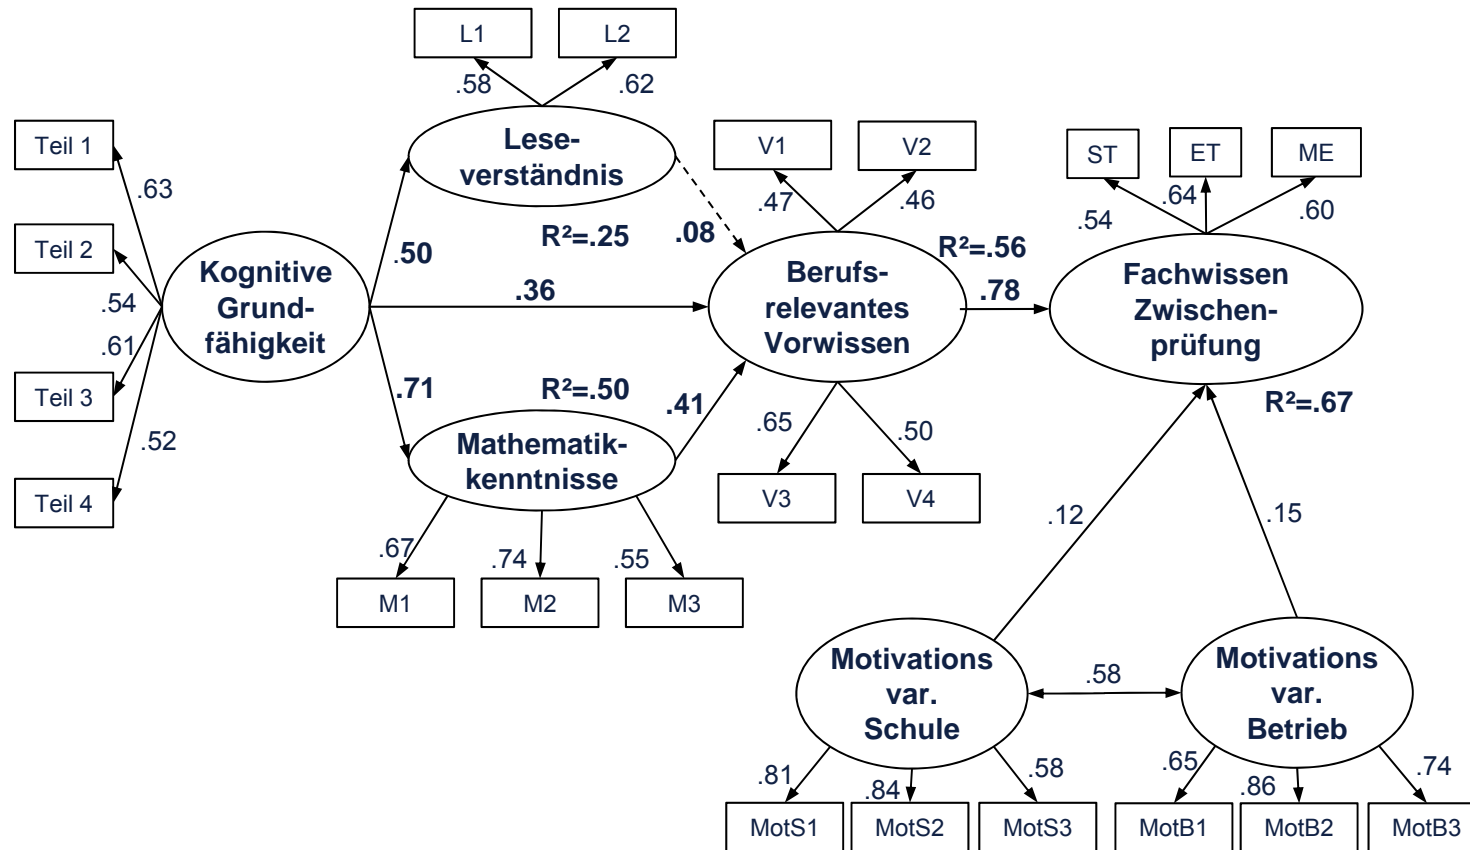 L1
L2
.58
.62
Teil 1
Lese-
verständnis
V1
V2
ST
ET
ME
.63
.47
.46
.54
.64
.60
Teil 2
.50
R²=.25
.08
R²=.56
Kognitive
Grund-
fähigkeit
.36
Berufs-
relevantes
Vorwissen
.78
Fachwissen
Zwischen-
prüfung
.54
.61
Teil 3
.71
R²=.50
.41
R²=.67
.52
Mathematik-
kenntnisse
.65
.50
Teil 4
V3
V4
.67
.74
.55
.12
.15
M1
M2
M3
Motivations
var.
Schule
.58
Motivations
var.
Betrieb
.81
.84
.58
.65
.86
.74
MotS1
MotS2
MotS3
MotB1
MotB2
MotB3